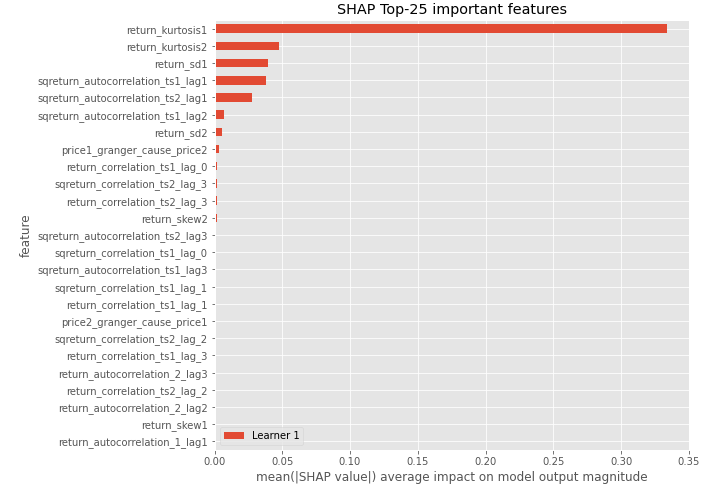 SHAP Top-25 important features
return_kurtosis1
return_kurtosis2
return_sd1
sqreturn_autocorrelation_ts1_lag1
sqreturn_autocorrelation_ts2_lag1
sqreturn_autocorrelation_ts1_lag2
return_sd2
price1_granger_cause_price2
return_correlation_ts1_lag_0
sqreturn_correlation_ts2_lag_3
return_correlation_ts2_lag_3
return_skew2
sqreturn_autocorrelation_ts2_lag3
sqreturn_correlation_ts1_lag_0
sqreturn_autocorrelation_ts1_lag3
sqreturn_correlation_ts1_lag_1
return_correlation_ts1_lag_1
price2_granger_cause_price1
sqreturn_correlation_ts2_lag_2
return_correlation_ts1_lag_3
return_autocorrelation_2_lag3
return_correlation_ts2_lag_2
return_autocorrelation_2_lag2
return_skew1
return_autocorrelation_1_lag1
feature
Learner 1
0.00 0.05 0.10 0.15 0.20 0.25 0.30 0.35
mean(|SHAP value|) average impact on model output magnitude